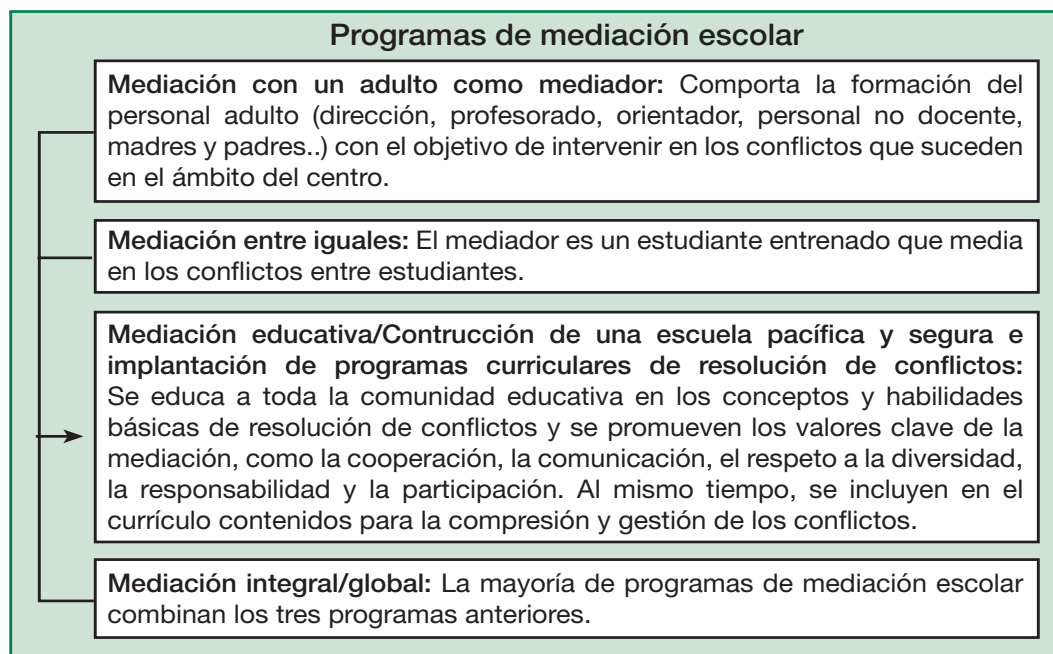 Programas de mediación escolar
Mediación con un adulto como mediador: Comporta la formación del
personal adulto (dirección, profesorado, orientador, personal no docente,
madres y padres..) con el objetivo de intervenir en los conflictos que suceden
en el ámbito del centro.
Mediación entre iguales: El mediador es un estudiante entrenado que media
en los conflictos entre estudiantes.
Mediación educativa/Contrucción de una escuela pacífica y segura e
implantación de programas curriculares de resolución de conflictos:
Se educa a toda la comunidad educativa en los conceptos y habilidades
básicas de resolución de conflictos y se promueven los valores clave de la
mediación, como la cooperación, la comunicación, el respeto a la diversidad,
la responsabilidad y la participación. Al mismo tiempo, se incluyen en el
currículo contenidos para la compresión y gestión de los conflictos.
Mediación integral/global: La mayoría de programas de mediación escolar
combinan los tres programas anteriores.